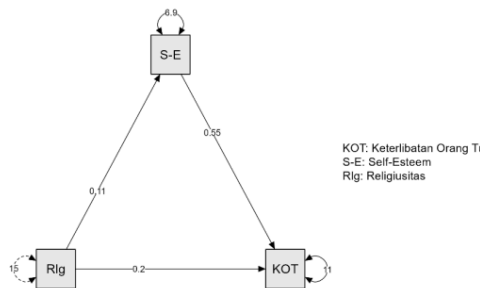 6.9
S-E
0.55
KOT: Keterlibatan Orang
S-E: Self-Esteem
Rlg: Religiusitas
0.11
15
Rlg
0.2
KOT
11